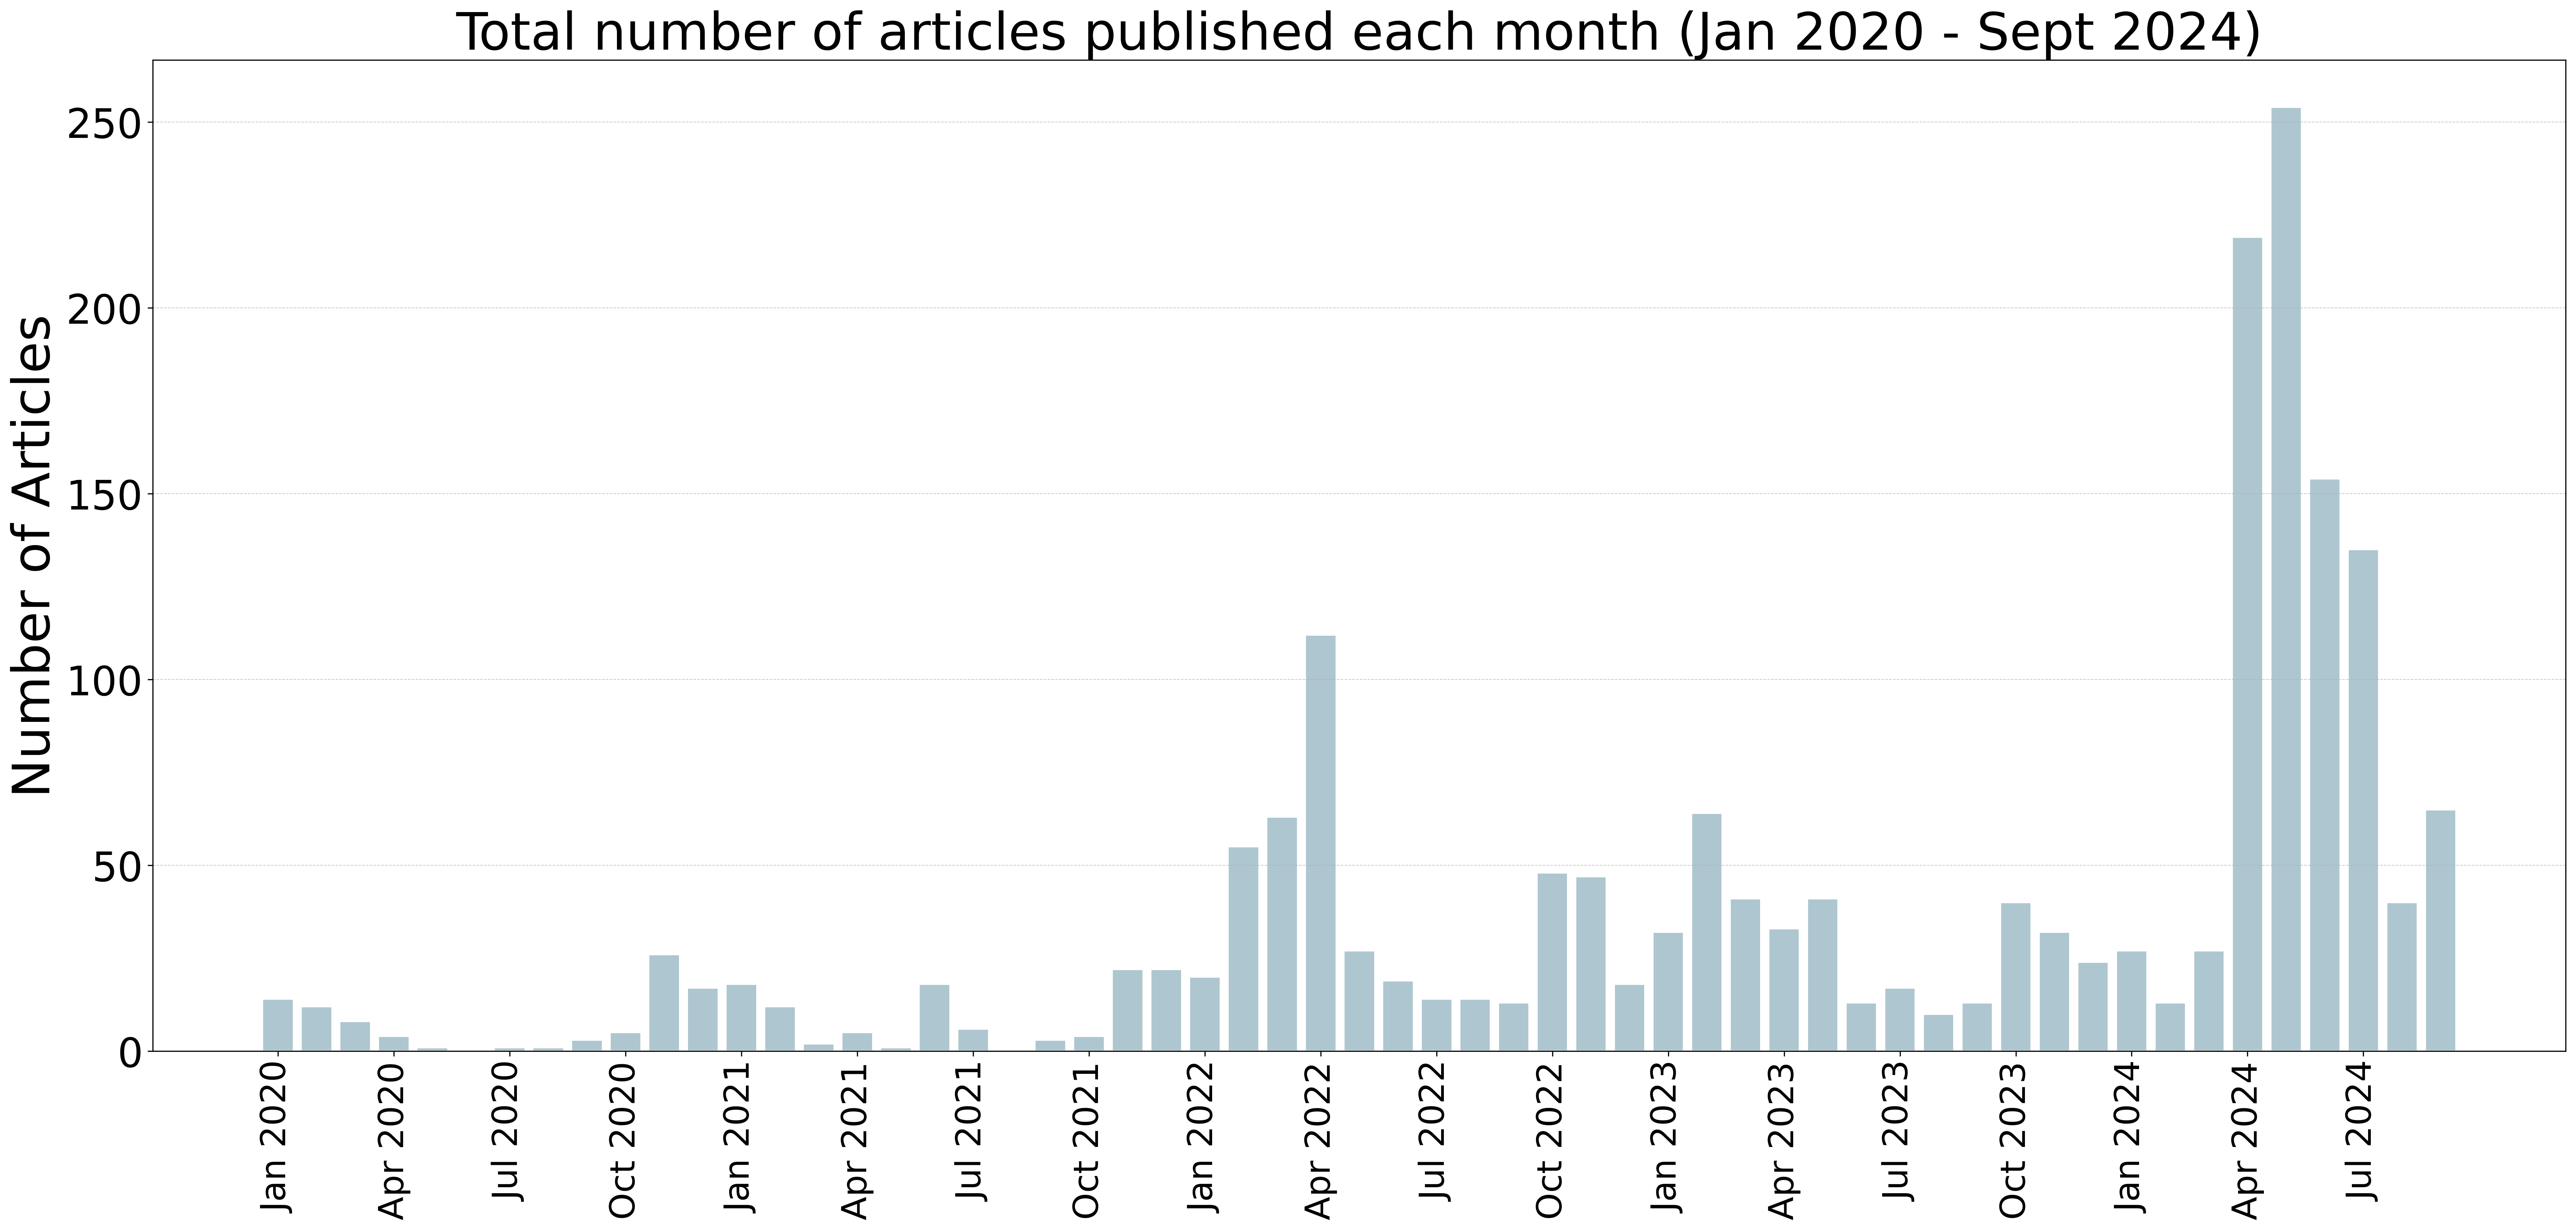 Total number of articles published each month (Jan 2020 - Sept 2024)
Number of Articles
250
200
150
100
50
0
Jan 2020
Apr 2020
Jul 2020
Oct 2020
Jan 2021
Apr 2021
Jul 2021
Oct 2021
Jan 2022
Apr 2022
Jul 2022
Oct 2022
Jan 2023
Apr 2023
Jul 2023
Oct 2023
Jan 2024
Apr 2024
Jul 2024